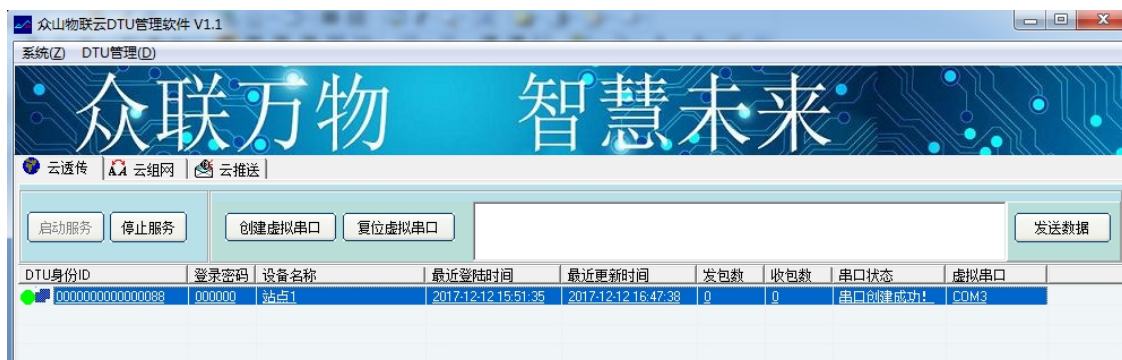 众山物联云DTU管理软件 V1.1
系统(Z) DTU管理(D)
众联万物 智慧未来
云透传 云组网 云推送
启动服务 停止服务 创建虚拟串口 复位虚拟串口 发送数据
DTU身份ID 登录密码 设备名称 最近登陆时间 最近更新时间 发包数 收包数 串口状态 虚拟串口
0000000000000088 000000 站点1 2017-12-12 15:51:35 2017-12-12 16:47:38 0 0 串口创建成功! COM3